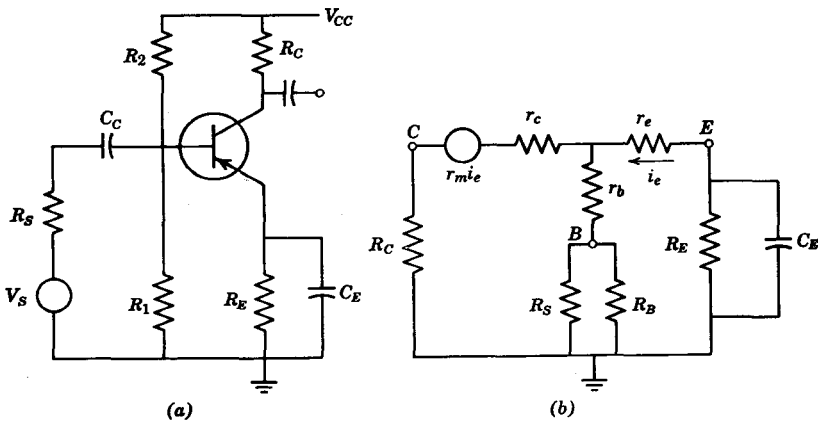 V_CC
R_2
R_C
C_C
R_S
V_S
R_1
R_E
C_E
(a)
C
r_c
r_e
E
r_m i_e
i_e
r_b
R_C
B
R_E
C_E
R_S
R_B
(b)